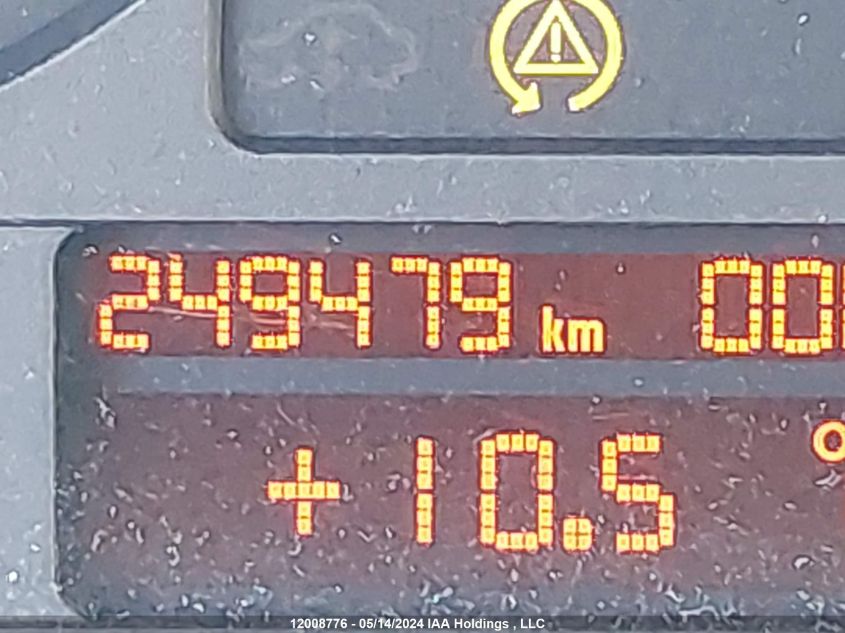 249479 km 00
+10.5 °
12008776 - 05/14/2024 IAA Holdings , LLC